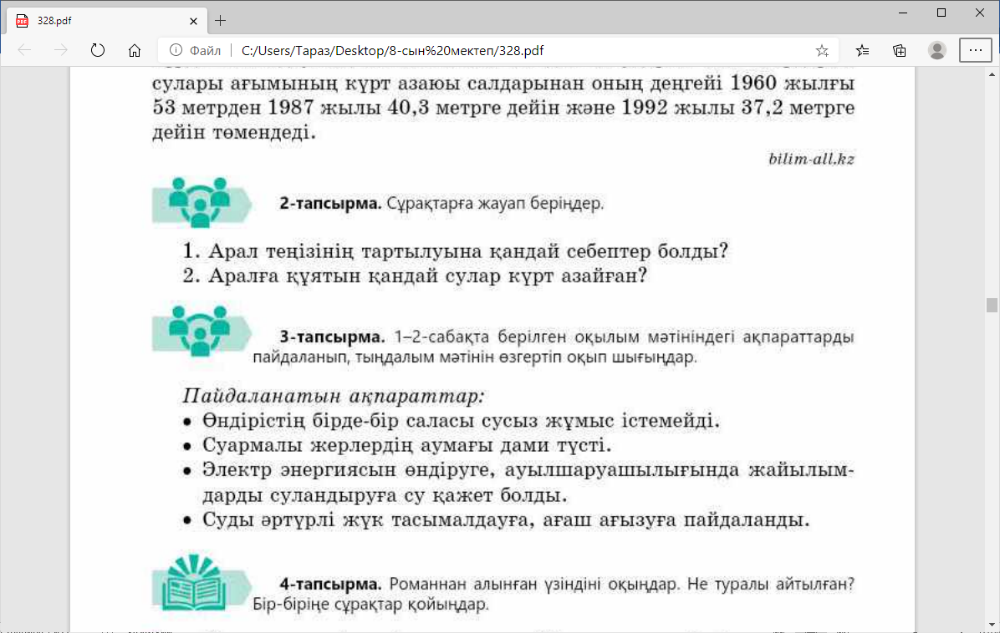 328.pdf
Файл
C:/Users/Тараз/Desktop/8-сын%20мектеп/328.pdf
сулары ағымының күрт азаюы салдарынан оның деңгейі 1960 жылғы
53 метрден 1987 жылы 40,3 метрге дейін және 1992 жылы 37,2 метрге
дейін төмендеді.
bilim-all.kz
2-тапсырма. Сұрақтарға жауап беріңдер.
1. Арал теңізінің тартылуына қандай себептер болды?
2. Аралға құятын қандай сулар күрт азайған?
3-тапсырма. 1–2-сабақта берілген оқылым мәтініндегі ақпараттарды
пайдаланып, тыңдалым мәтінін өзгертіп оқып шығыңдар.
Пайдаланатын ақпараттар:
• Өндірістің бірде-бір саласы сусыз жұмыс істемейді.
• Суармалы жерлердің аумағы дами түсті.
• Электр энергиясын өндіруге, ауылшаруашылығында жайылым-
дарды суландыруға су қажет болды.
• Суды әртүрлі жүк тасымалдауға, ағаш ағызуға пайдаланды.
4-тапсырма. Романнан алынған үзіндіні оқыңдар. Не туралы айтылған?
Бір-біріңе сұрақтар қойыңдар.